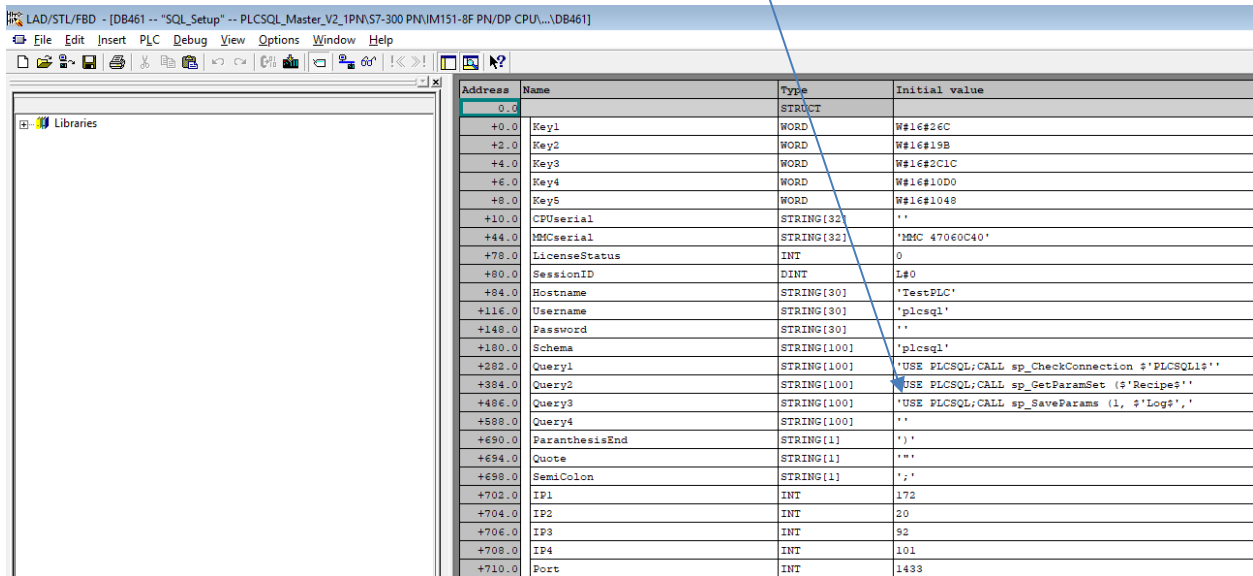 LAD/STL/FBD - [DB461 -- "SQL_Setup" -- PLCSQL_Master_V2_1PN\S7-300 PN\IM151-8F PN/DP CPU\...\DB461]
File Edit Insert PLC Debug View Options Window Help
Libraries
Address Name Type Initial value
0.0 STRUCT
+0.0 Key1 WORD W#16#26C
+2.0 Key2 WORD W#16#19B
+4.0 Key3 WORD W#16#2C1C
+6.0 Key4 WORD W#16#10D0
+8.0 Key5 WORD W#16#1048
+10.0 CPUserial STRING[32] ''
+44.0 MMCserial STRING[32] 'MMC 47060C40'
+78.0 LicenseStatus INT 0
+80.0 SessionID DINT L#0
+84.0 Hostname STRING[30] 'TestPLC'
+116.0 Username STRING[30] 'plcsql'
+148.0 Password STRING[30] ''
+180.0 Schema STRING[100] 'plcsql'
+282.0 Query1 STRING[100] 'USE PLCSQL;CALL sp_CheckConnection $'PLCSQL1$''
+384.0 Query2 STRING[100] 'USE PLCSQL;CALL sp_GetParamSet ($'Recipe$''
+486.0 Query3 STRING[100] 'USE PLCSQL;CALL sp_SaveParams (1, $'Log$','
+588.0 Query4 STRING[100] ''
+690.0 ParanthesisEnd STRING[1] ')'
+694.0 Quote STRING[1] '"'
+698.0 SemiColon STRING[1] ';'
+702.0 IP1 INT 172
+704.0 IP2 INT 20
+706.0 IP3 INT 92
+708.0 IP4 INT 101
+710.0 Port INT 1433